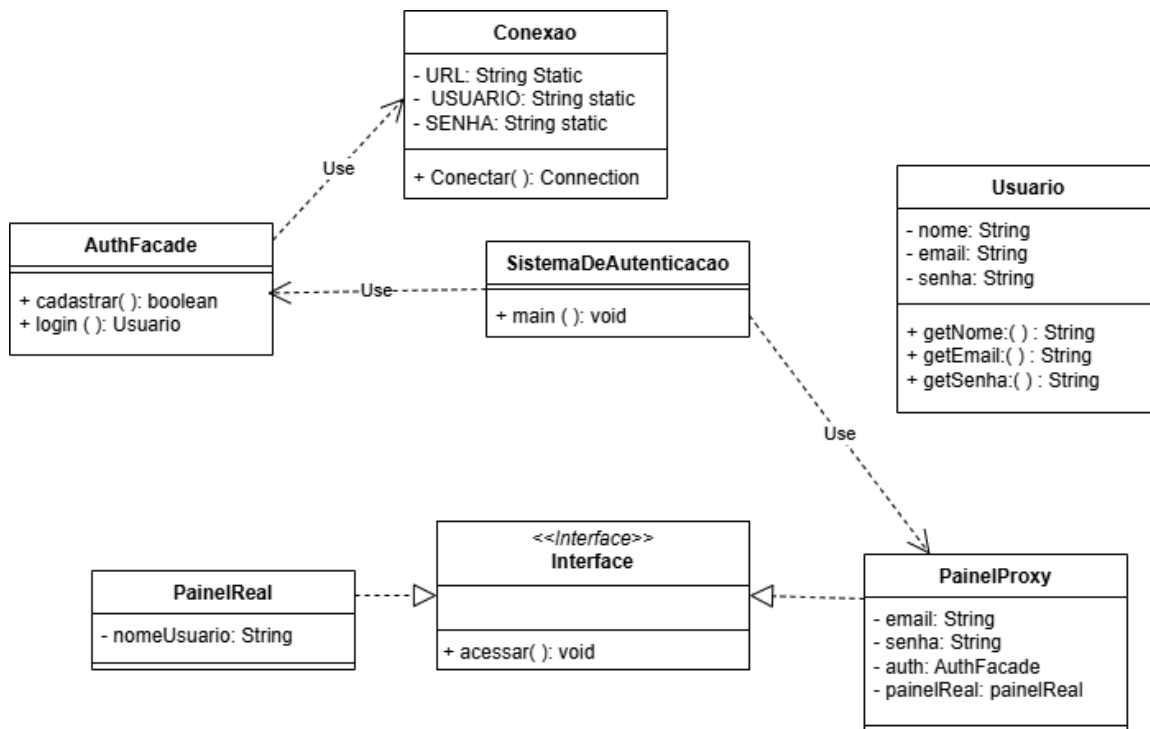 Conexao
- URL: String Static
-  USUARIO: String static
- SENHA: String static
+ Conectar( ): Connection
Use
Usuario
- nome: String
- email: String
- senha: String
+ getNome:( ) : String
+ getEmail:( ) : String
+ getSenha:( ) : String
AuthFacade
+ cadastrar( ): boolean
+ login ( ): Usuario
Use
SistemaDeAutenticacao
+ main ( ): void
Use
<<Interface>>
Interface
+ acessar( ): void
PainelReal
- nomeUsuario: String
PainelProxy
- email: String
- senha: String
- auth: AuthFacade
- painelReal: painelReal